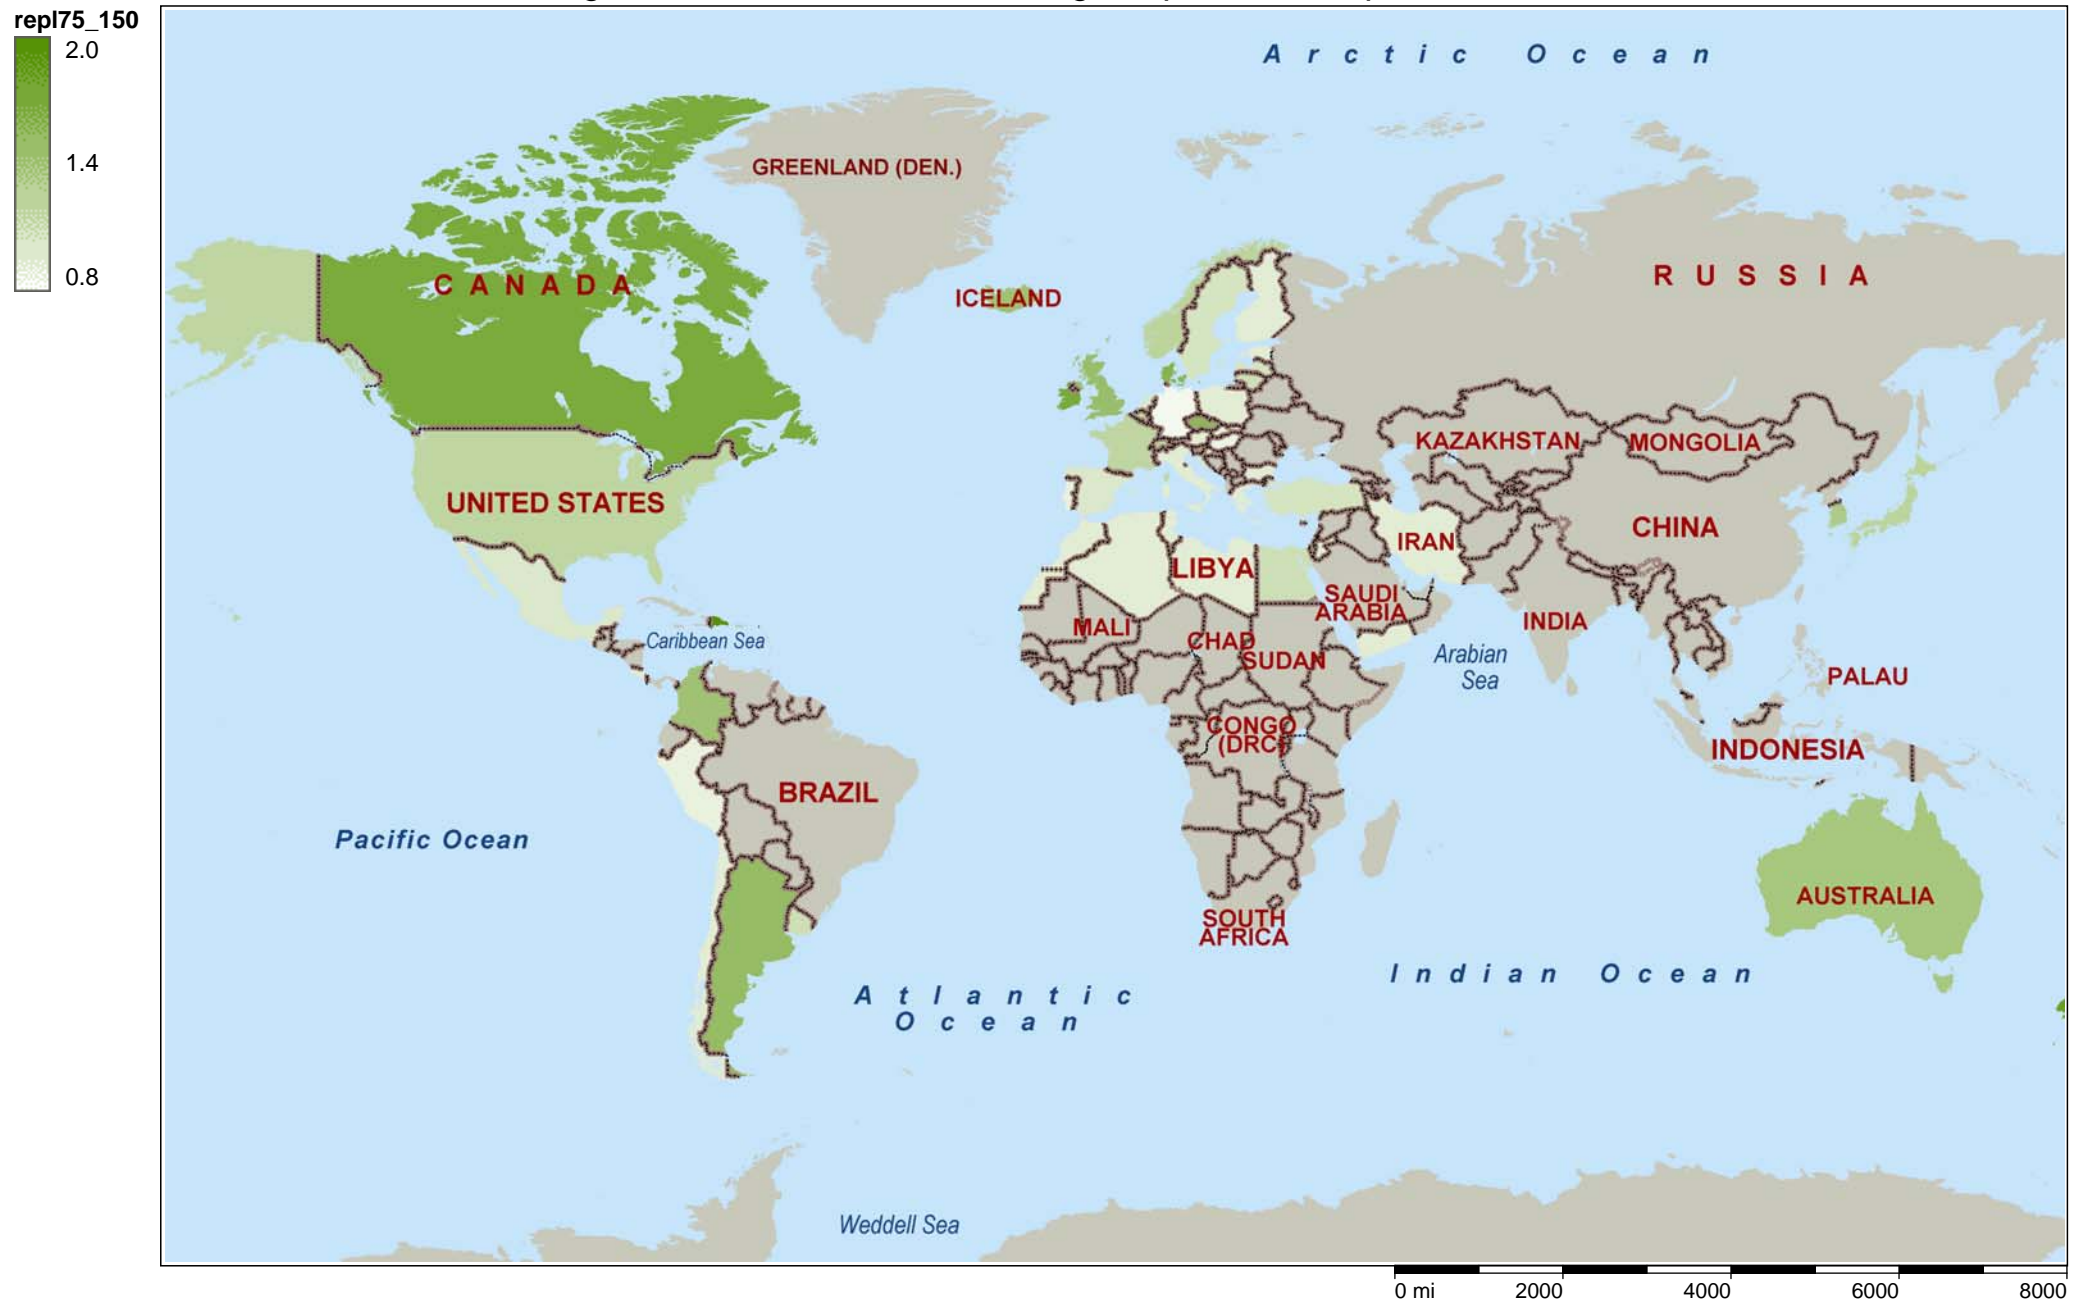 repl75_150
2.0
1.4
0.8
Arctic Ocean
GREENLAND (DEN.)
CANADA
RUSSIA
ICELAND
KAZAKHSTAN
MONGOLIA
UNITED STATES
CHINA
IRAN
LIBYA
SAUDI
ARABIA
INDIA
MALI
CHAD
SUDAN
Caribbean Sea
Arabian
Sea
PALAU
CONGO
(DRC)
INDONESIA
BRAZIL
Pacific Ocean
AUSTRALIA
SOUTH
AFRICA
Indian Ocean
Atlantic
Ocean
Weddell Sea
0 mi 2000 4000 6000 8000